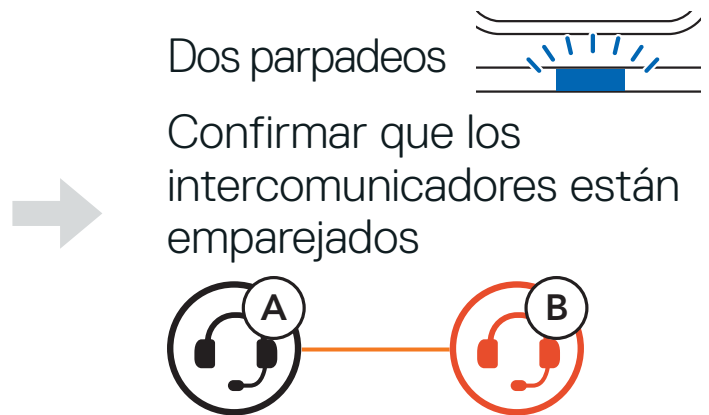 Dos parpadeos
Confirmar que los
intercomunicadores están
emparejados
A
B